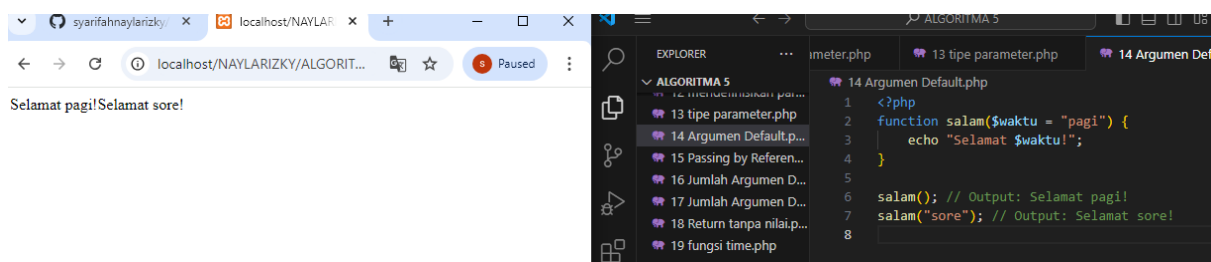 syarifahnaylarizky/
localhost/NAYLAR
localhost/NAYLARIZKY/ALGORIT...
s
Paused
Selamat pagi!Selamat sore!
ALGORITMA 5
EXPLORER
ALGORITMA 5
13 tipe parameter.php
14 Argumen Default.p...
15 Passing by Referen...
16 Jumlah Argumen D...
17 Jumlah Argumen D...
18 Return tanpa nilai.p...
19 fungsi time.php
ameter.php
13 tipe parameter.php
14 Argumen Def
14 Argumen Default.php
1 <?php
2 function salam($waktu = "pagi") {
3 echo "Selamat $waktu!";
4 }
5
6 salam(); // Output: Selamat pagi!
7 salam("sore"); // Output: Selamat sore!
8